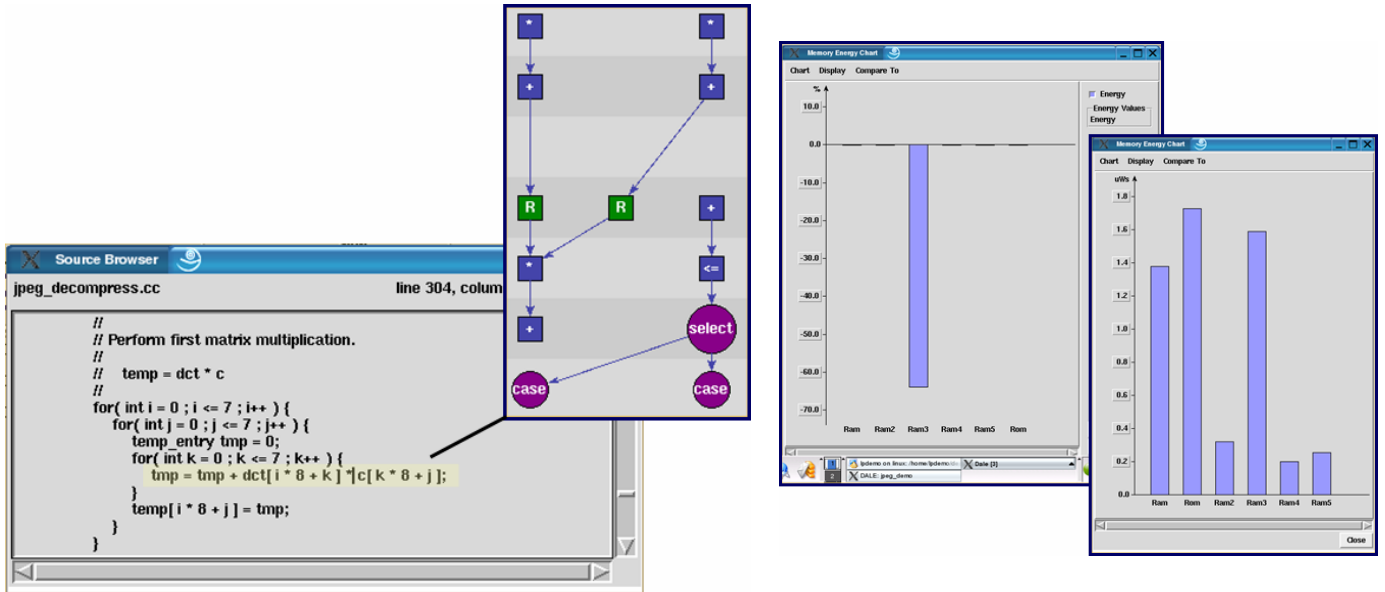 Source Browser
jpeg_decompress.cc line 304, colum
//
// Perform first matrix multiplication.
//
// temp = dct * c
//
for( int i = 0 ; i <= 7 ; i++ ) {
for( int j = 0 ; j <= 7 ; j++ ) {
temp_entry tmp = 0;
for( int k = 0 ; k <= 7 ; k++ ) {
tmp = tmp + dct[ i * 8 + k ] * c[ k * 8 + j ];
}
temp[ i * 8 + j ] = tmp;
}
}
* *
+ +
R R +
* <=
+ select
case case
Memory Energy Chart
Chart Display Compare To
%
10.0
0.0
-10.0
-20.0
-30.0
-40.0
-50.0
-60.0
-70.0
Ram Ram2 Ram3 Ram4 Ram5 Rom
Energy
Energy Values
Energy
1
2
Dale [3]
DALE: jpeg_demo
Memory Energy Chart
Chart Display Compare To
uWs
1.8
1.6
1.4
1.2
1.0
0.8
0.6
0.4
0.2
0.0
Ram Rom Ram2 Ram3 Ram4 Ram5
Close